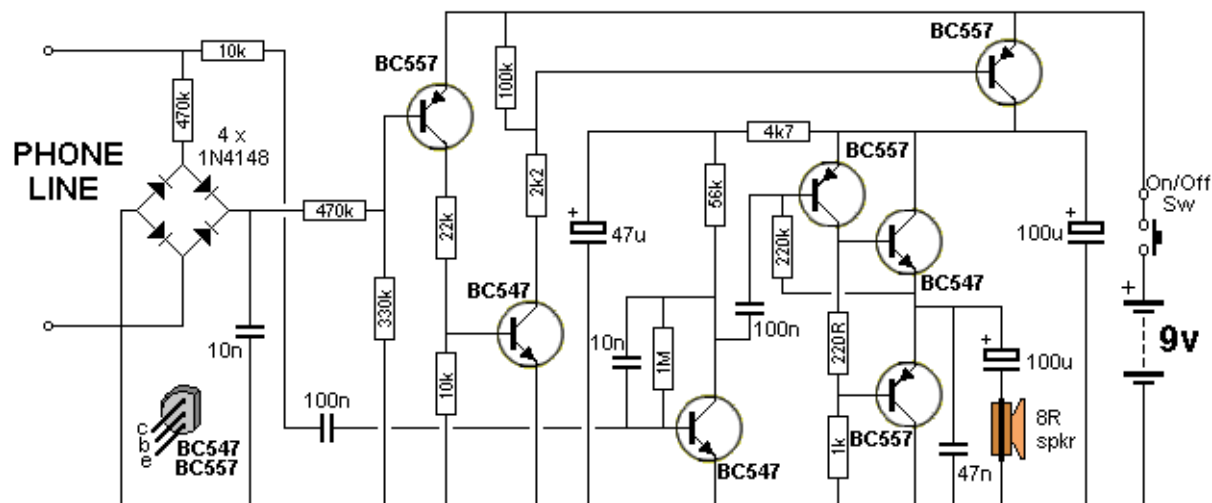 10k
BC557
BC557
100k
470k
4 x
1N4148
PHONE
LINE
4k7
BC557
2k2
56k
On/Off
Sw
470k
22k
+
47u
220k
100u
+
BC547
+
BC547
330k
9v
10n
10n
1M
100n
220R
+
100u
10k
100n
c
b
e
BC547
BC557
BC557
8R
spkr
1k
BC547
47n